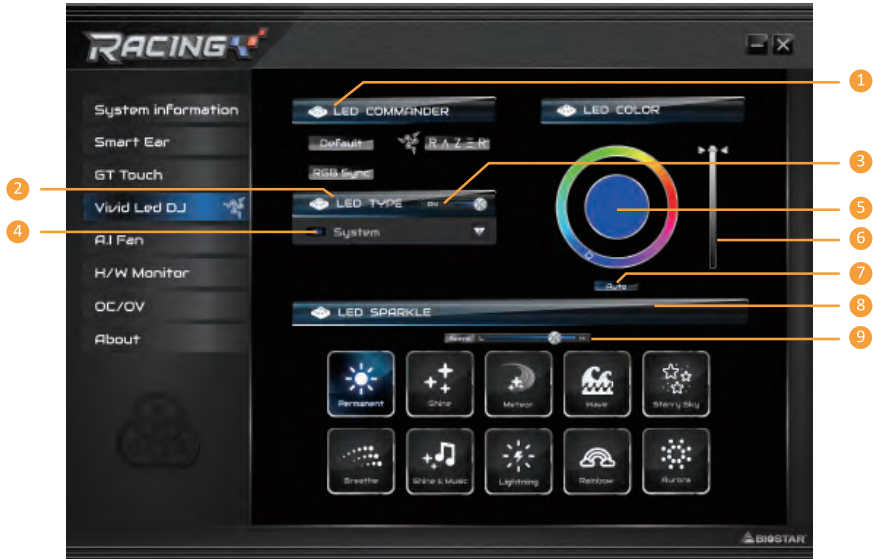 RACING
1
LED COMMANDER
LED COLOR
System information
Smart Ear
Default
RAZER
GT Touch
RGB Sync
3
2
Vivid Led DJ
LED TYPE
ON
5
4
A.I Fan
System
6
H/W Monitor
7
Auto
OC/OV
8
LED SPARKLE
About
Speed
L
H
9
Permanent
Shine
Meteor
Wave
Starry Sky
Breathe
Shine & Music
Lightning
Rainbow
Aurora
BIOSTAR